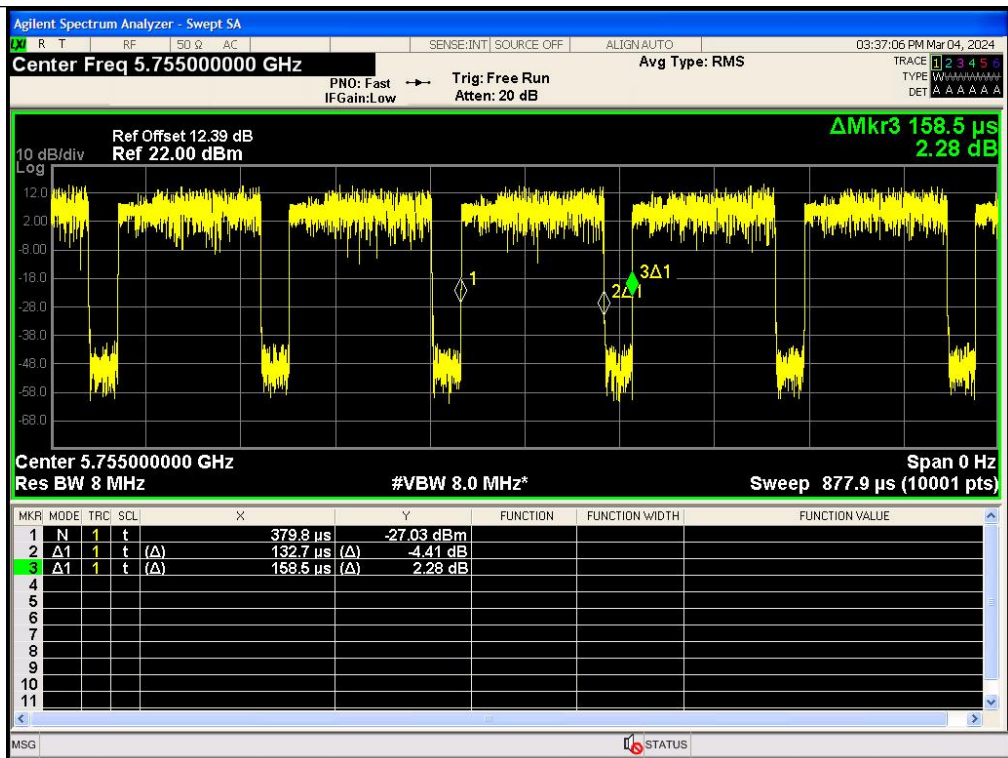 Agilent Spectrum Analyzer - Swept SA
LXI R T RF 50 Ω AC SENSE:INT SOURCE OFF ALIGN AUTO 03:37:06 PM Mar 04, 2024
Center Freq 5.755000000 GHz
PNO: Fast
IFGain:Low
Trig: Free Run
Atten: 20 dB
Avg Type: RMS
TRACE 1 2 3 4 5 6
TYPE W
DET A A A A A A
ΔMkr3 158.5 µs
2.28 dB
Ref Offset 12.39 dB
10 dB/div Ref 22.00 dBm
Log
12.0
2.00
-8.00
-18.0
-28.0
-38.0
-48.0
-58.0
-68.0
1
2Δ1
3Δ1
Center 5.755000000 GHz Span 0 Hz
Res BW 8 MHz #VBW 8.0 MHz* Sweep 877.9 µs (10001 pts)
MKR MODE TRC SCL X Y FUNCTION FUNCTION WIDTH FUNCTION VALUE
1 N 1 t 379.8 µs -27.03 dBm
2 Δ1 1 t (Δ) 132.7 µs (Δ) -4.41 dB
3 Δ1 1 t (Δ) 158.5 µs (Δ) 2.28 dB
4
5
6
7
8
9
10
11
MSG STATUS